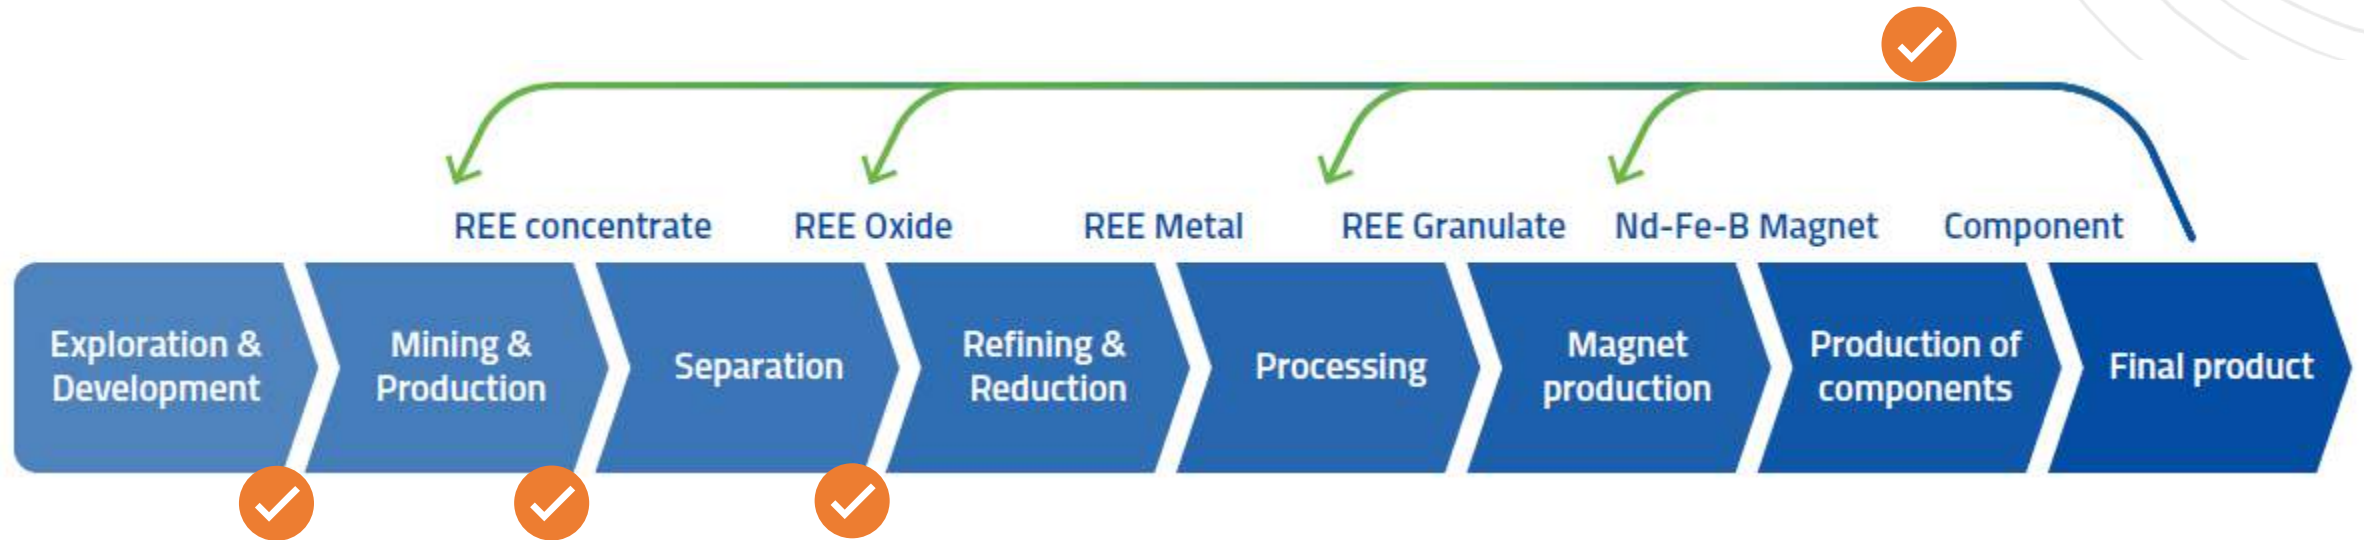 REE concentrate
REE Oxide
REE Metal
REE Granulate
Nd-Fe-B Magnet
Component
Exploration &
Development
Mining &
Production
Separation
Refining &
Reduction
Processing
Magnet
production
Production of
components
Final product